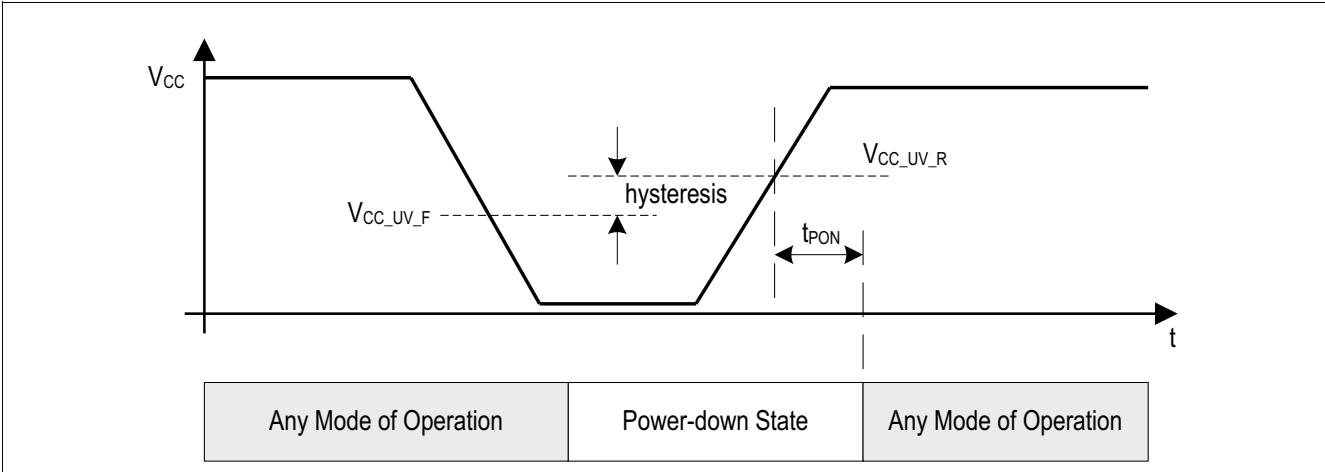 VCC
VCC_UV_R
hysteresis
VCC_UV_F
tPON
t
Any Mode of Operation
Power-down State
Any Mode of Operation